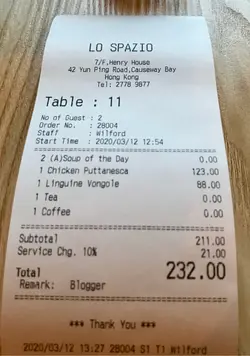 LO SPAZIO
7/F,Henry House
42 Yun Ping Road,Causeway Bay
Hong Kong
Tel: 2778 9877
Table : 11
No of Guest : 2
Order No. : 28004
Staff : Wilford
Start Time : 2020/03/12 12:54
2 (A)Soup of the Day 0.00
1 Chicken Puttanesca 123.00
1 Linguine Vongole 88.00
1 Tea 0.00
1 Coffee 0.00
Subtotal 211.00
Service Chg. 10% 21.00
Total 232.00
Remark: Blogger
*** Thank You ***
2020/03/12 13:27 28004 S1 T1 Wilford